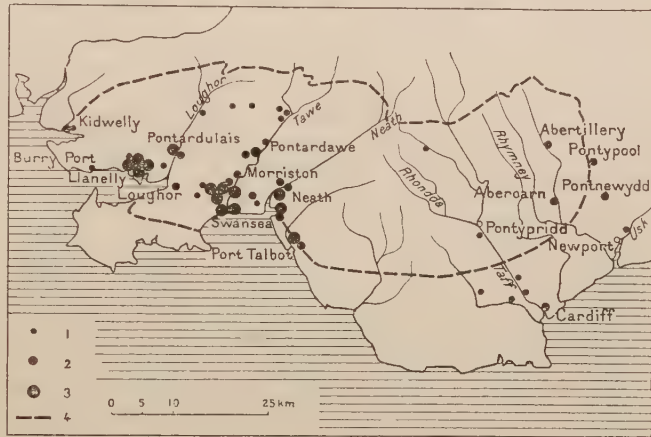 Kidwelly
Loughor
Tawe
Neath
Rhymney
Abertillery
Pontypool
Pontardulais
Pontardawe
Burry Port
Llanelly
Morriston
Rhondda
Pontnewydd
Loughor
Neath
Abercarn
Swansea
Pontypridd
Usk
Newport
Port Talbot
Taff
Cardiff
1
2
3
4
0 5 10 25 km